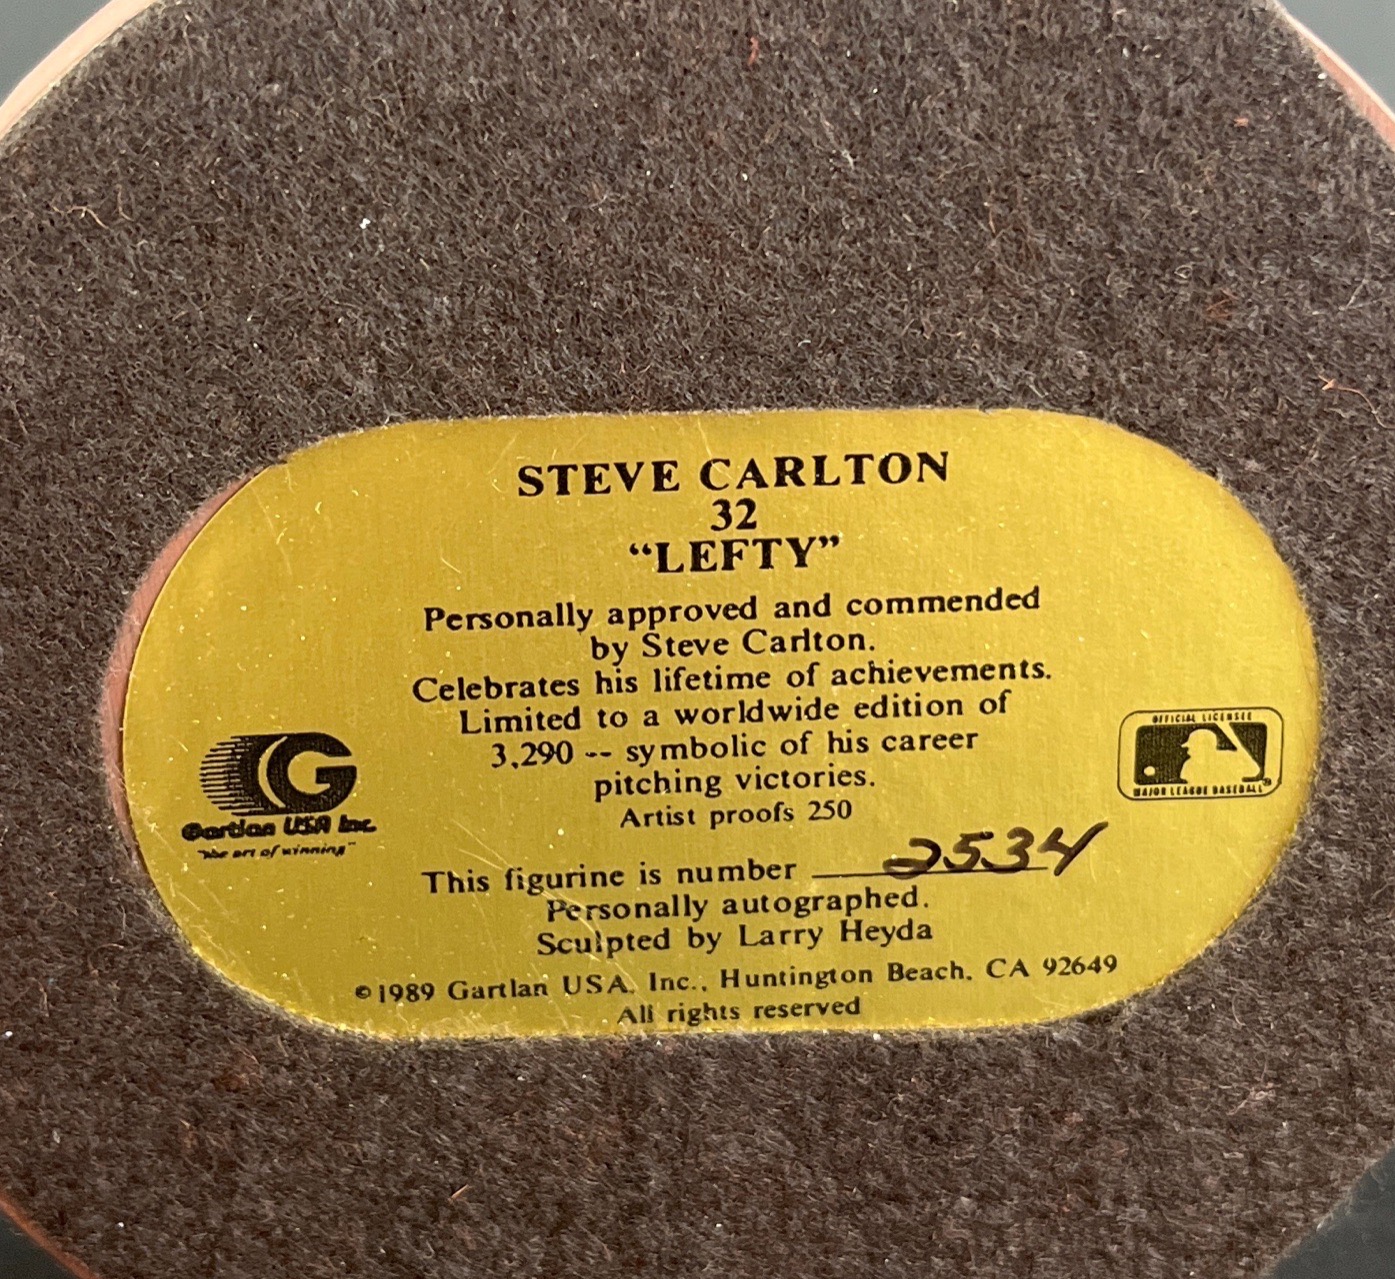 STEVE CARLTON
32
“LEFTY”
Personally approved and commended
by Steve Carlton.
Celebrates his lifetime of achievements.
Limited to a worldwide edition of
3,290 -- symbolic of his career
pitching victories.
Artist proofs 250
This figurine is number 2534
Personally autographed.
Sculpted by Larry Heyda
©1989 Gartlan USA, Inc., Huntington Beach, CA 92649
All rights reserved
G
Gartlan USA Inc.
"the art of winning"
OFFICIAL LICENSEE
MAJOR LEAGUE BASEBALL